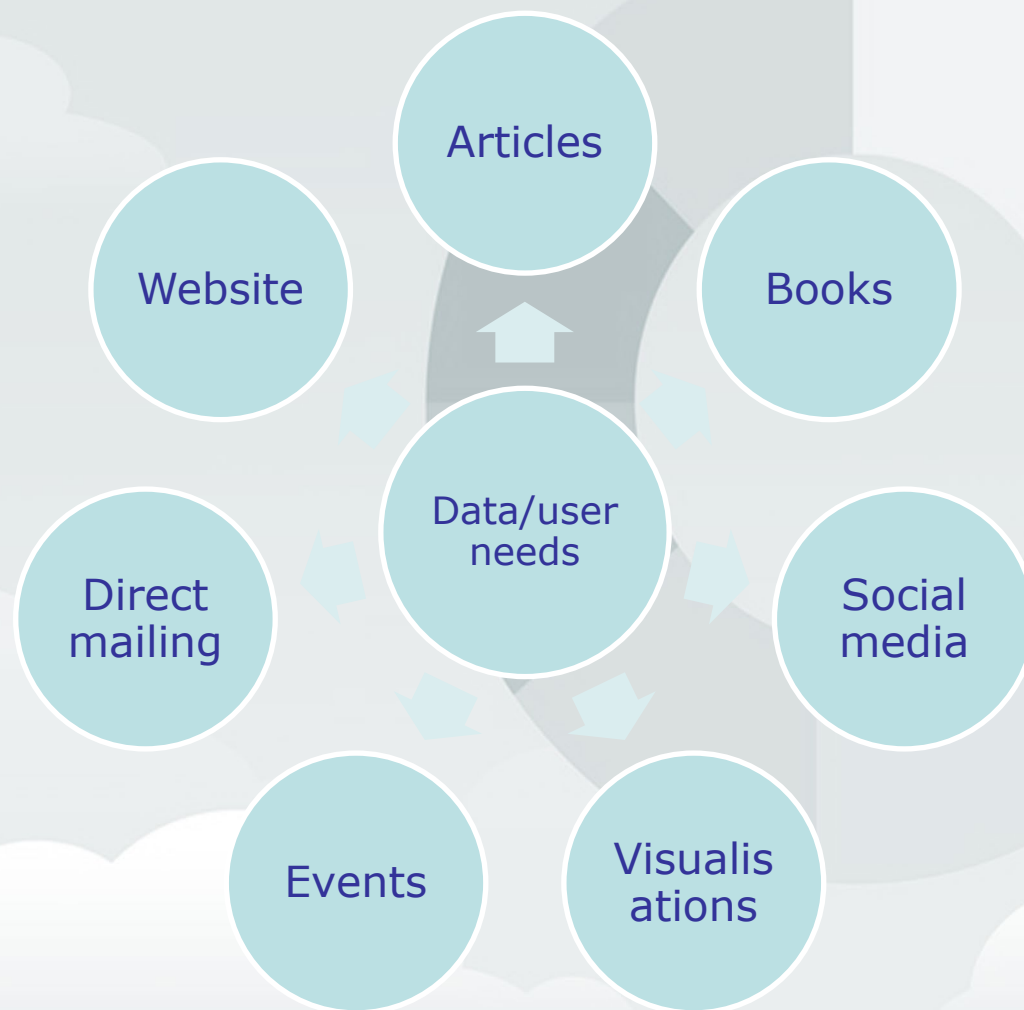 Articles
Website
Books
Data/user
needs
Direct
mailing
Social
media
Events
Visualis
ations